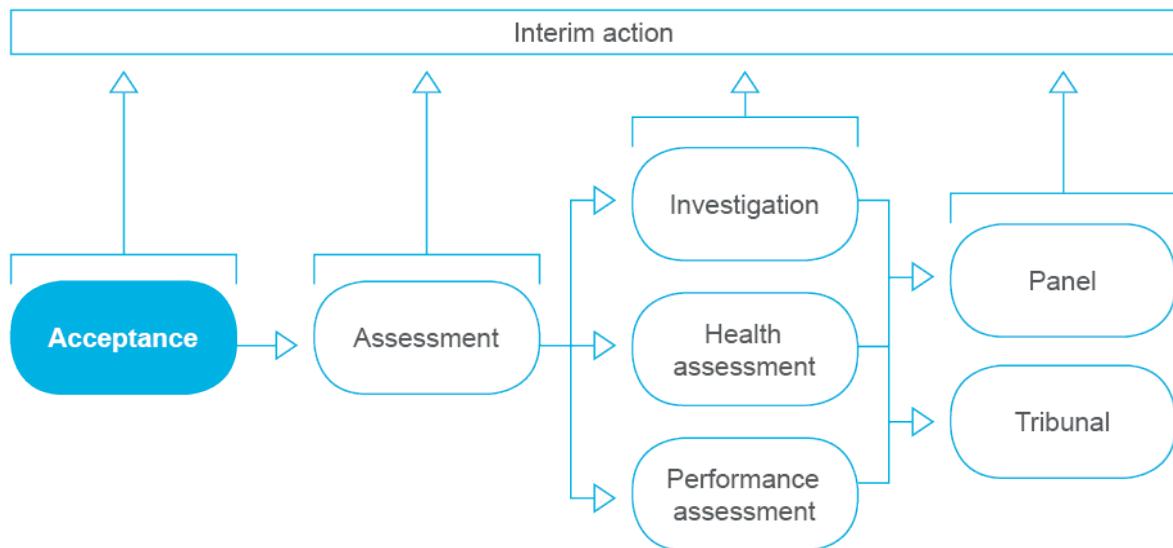 Interim action
Acceptance
Assessment
Investigation
Health
assessment
Performance
assessment
Panel
Tribunal